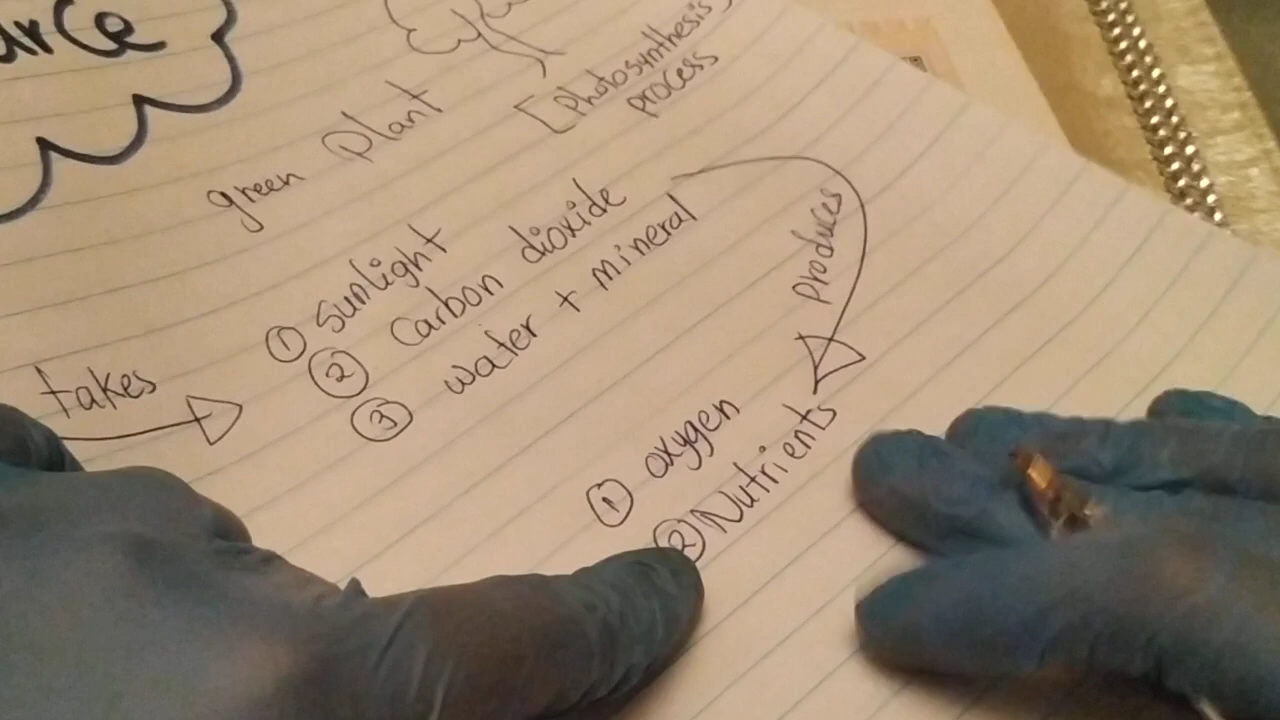 green plant
[Photosynthesis
process
takes
① sunlight
② Carbon dioxide
③ water + mineral
produces
① oxygen
② Nutrients